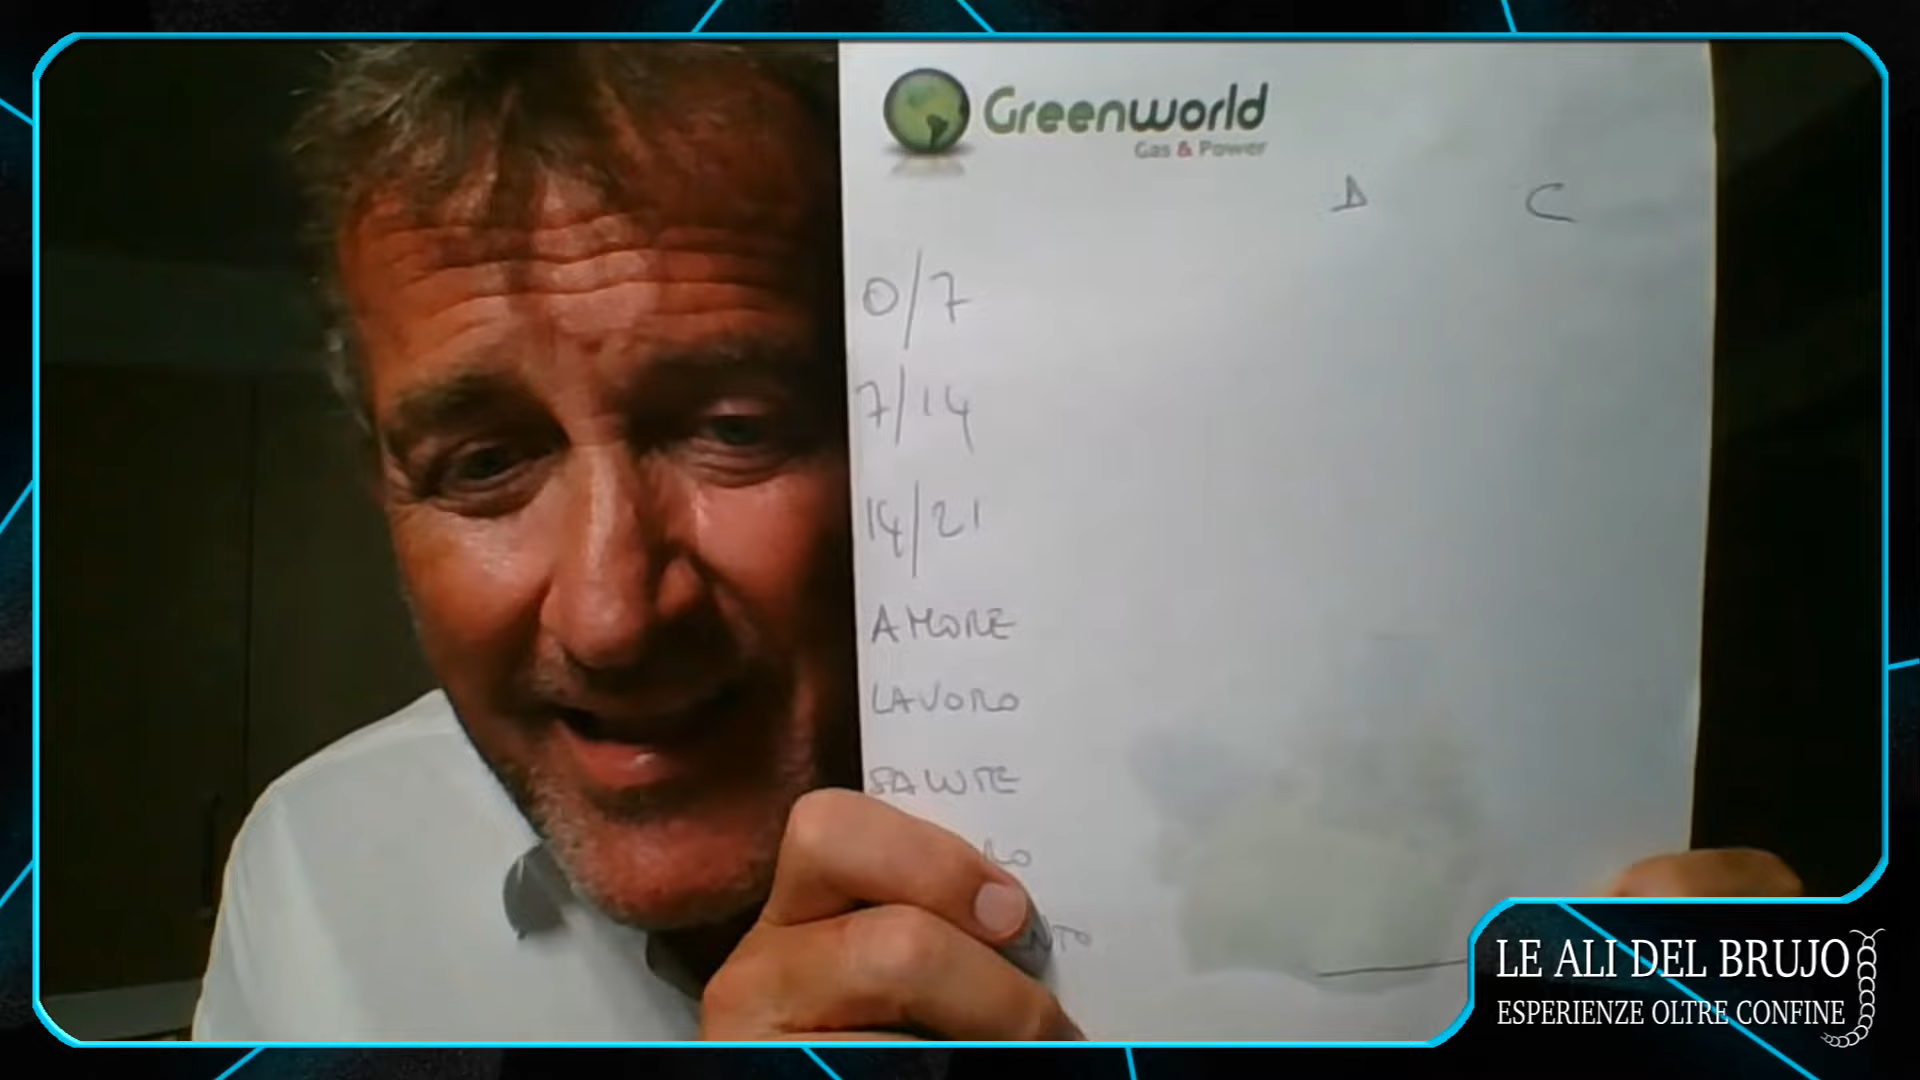 Greenworld
Gas & Power
D C
0/7
7/14
14/21
AMORE
LAVORO
SALUTE
LE ALI DEL BRUJO
ESPERIENZE OLTRE CONFINE